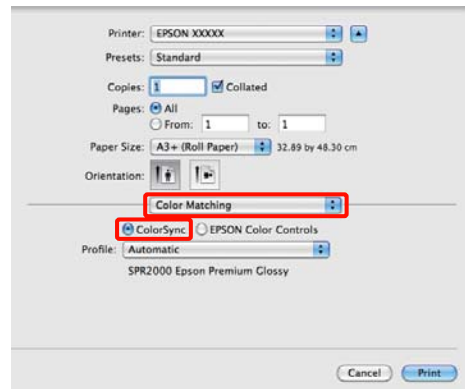 Printer: EPSON XXXXX
Presets: Standard
Copies: 1 Collated
Pages: All
From: 1 to: 1
Paper Size: A3+ (Roll Paper) 32.89 by 48.30 cm
Orientation:
Color Matching
ColorSync EPSON Color Controls
Profile: Automatic
SPR2000 Epson Premium Glossy
Cancel Print